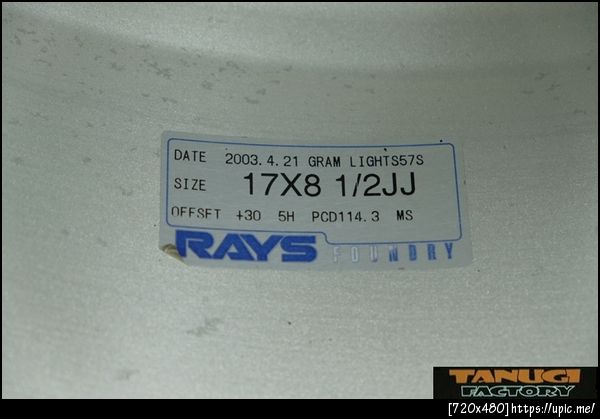 DATE 2003.4.21 GRAM LIGHTS57S
SIZE 17X8 1/2JJ
OFFSET +30 5H PCD114.3 MS
RAYS FOUNDRY
TANUGI
FACTORY
[720x480]https://upic.me/